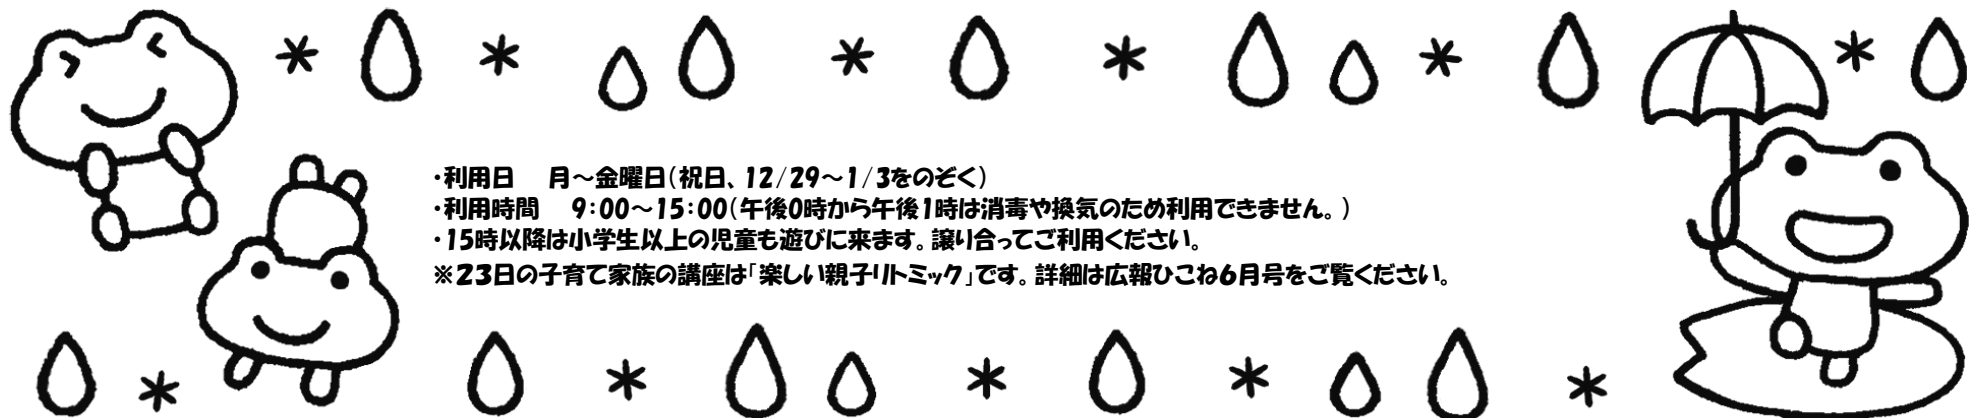 ・利用日　月～金曜日（祝日、12/29～1/3をのぞく）
・利用時間　9：00～15：00（午後0時から午後1時は消毒や換気のため利用できません。）
・15時以降は小学生以上の児童も遊びに来ます。譲り合ってご利用ください。
※23日の子育て家族の講座は「楽しい親子リトミック」です。詳細は広報ひこね6月号をご覧ください。